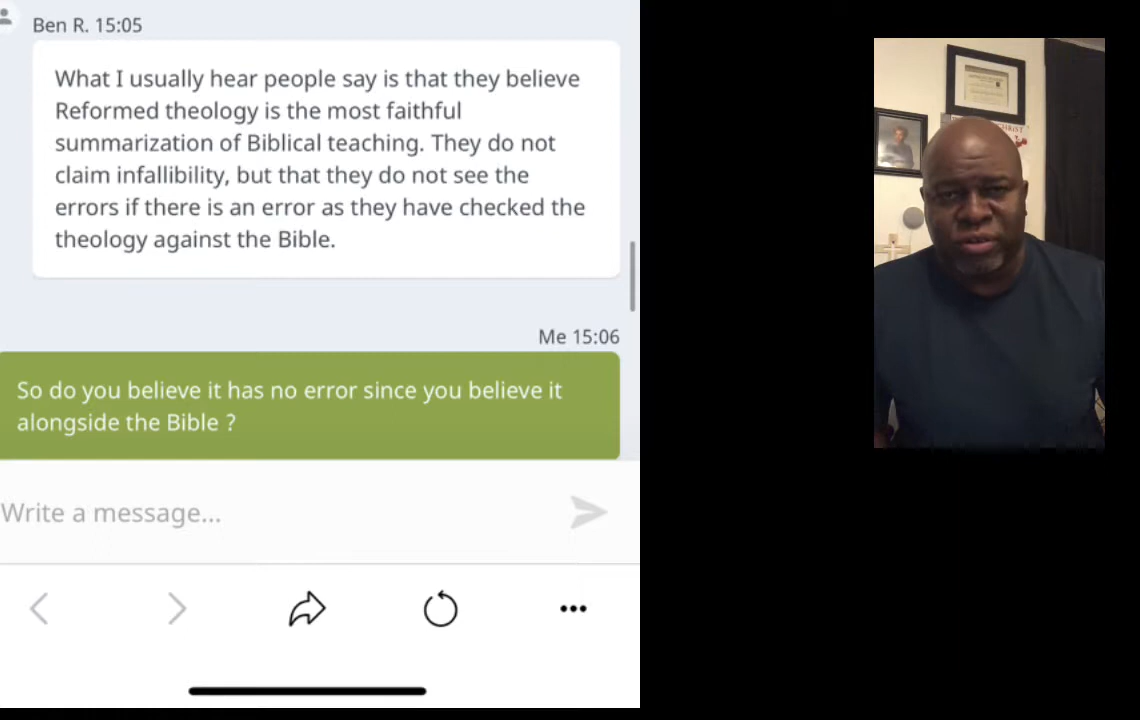 Ben R. 15:05
What I usually hear people say is that they believe
Reformed theology is the most faithful
summarization of Biblical teaching. They do not
claim infallibility, but that they do not see the
errors if there is an error as they have checked the
theology against the Bible.
Me 15:06
So do you believe it has no error since you believe it
alongside the Bible ?
Write a message...